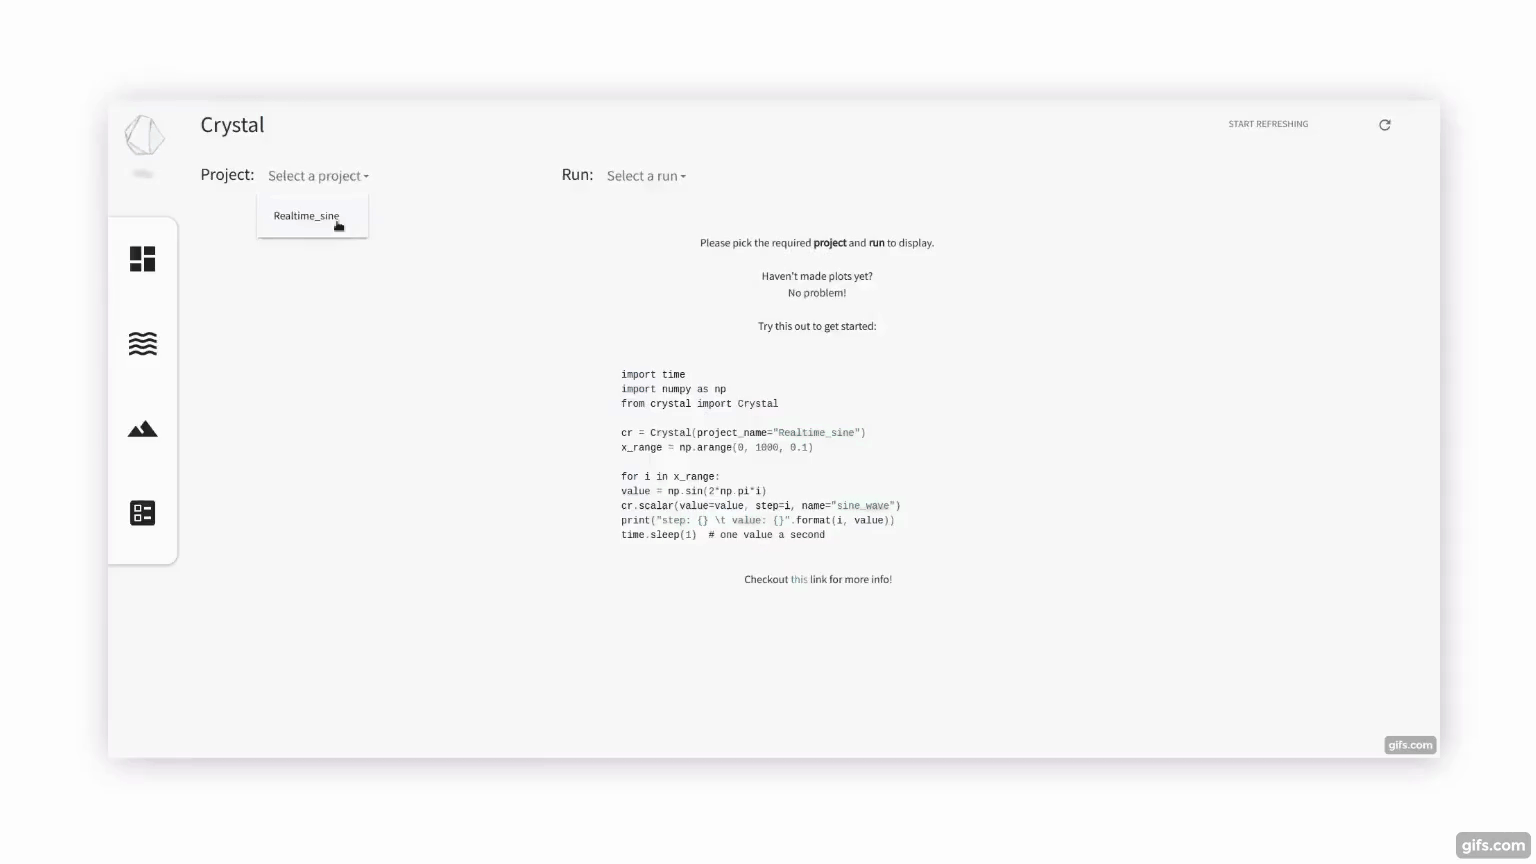 Crystal
START REFRESHING
Project: Select a project
Run: Select a run
Realtime_sine
Please pick the required project and run to display.
Haven't made plots yet?
No problem!
Try this out to get started:
import time
import numpy as np
from crystal import Crystal
cr = Crystal(project_name="Realtime_sine")
x_range = np.arange(0, 1000, 0.1)
for i in x_range:
value = np.sin(2*np.pi*i)
cr.scalar(value=value, step=i, name="sine_wave")
print("step: {} \t value: {}".format(i, value))
time.sleep(1)  # one value a second
Checkout this link for more info!
gifs.com
gifs.com